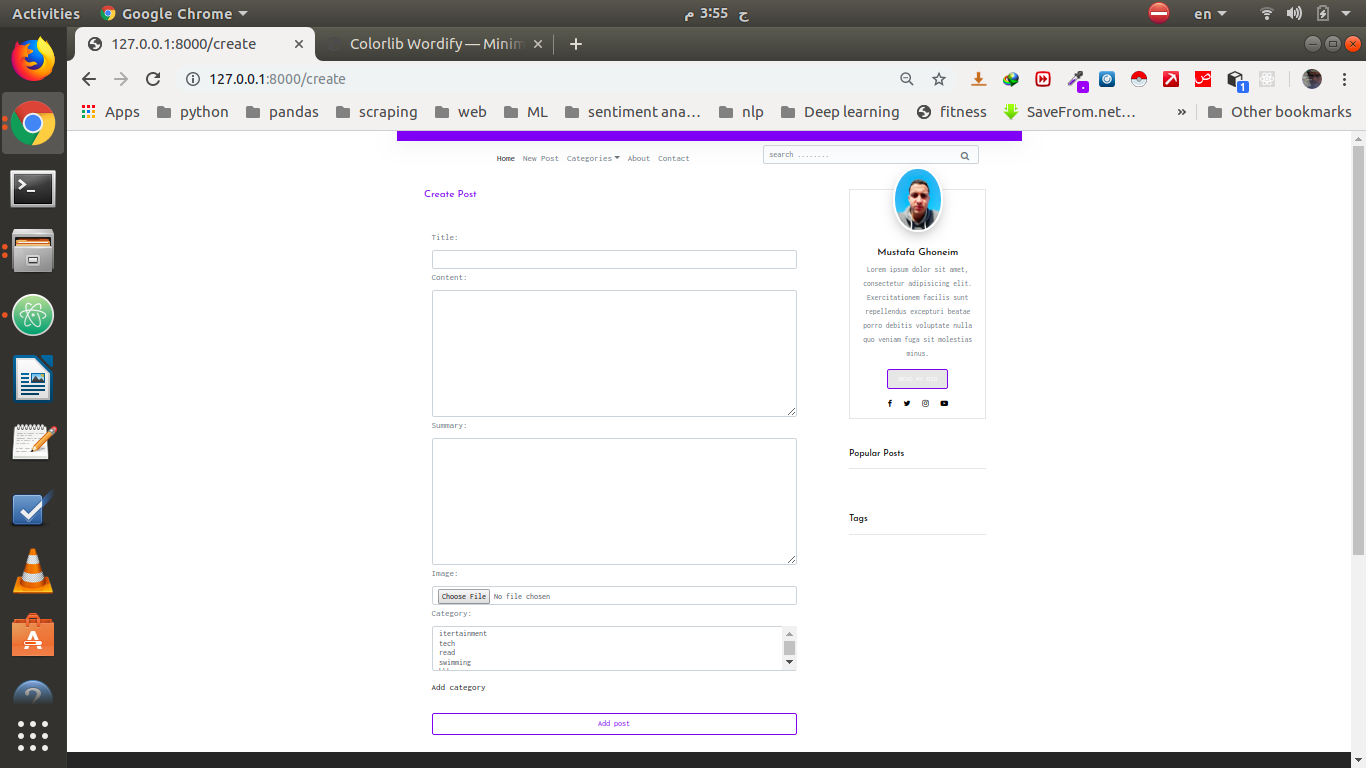 Activities Google Chrome ح 3:55 م en
127.0.0.1:8000/create Colorlib Wordify — Minim
127.0.0.1:8000/create
Apps python pandas scraping web ML sentiment ana... nlp Deep learning fitness SaveFrom.net... » Other bookmarks
Home New Post Categories About Contact search ........
Create Post
Title:
Content:
Summary:
Image:
Choose File No file chosen
Category:
itertainment
tech
read
swimming
Add category
Add post
Mustafa Ghoneim
Lorem ipsum dolor sit amet,
consectetur adipisicing elit.
Exercitationem facilis sunt
repellendus excepturi beatae
porro debitis voluptate nulla
quo veniam fuga sit molestias
minus.
Popular Posts
Tags